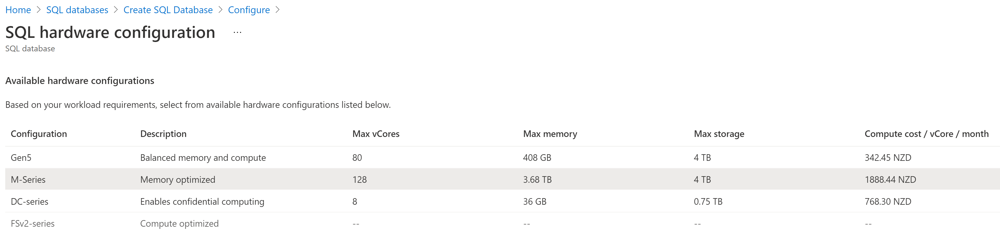 Home > SQL databases > Create SQL Database > Configure >
SQL hardware configuration ...
SQL database
Available hardware configurations
Based on your workload requirements, select from available hardware configurations listed below.
Configuration Description Max vCores Max memory Max storage Compute cost / vCore / month
Gen5 Balanced memory and compute 80 408 GB 4 TB 342.45 NZD
M-Series Memory optimized 128 3.68 TB 4 TB 1888.44 NZD
DC-series Enables confidential computing 8 36 GB 0.75 TB 768.30 NZD
FSv2-series Compute optimized -- -- -- --